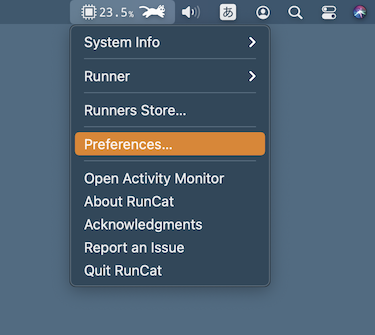 23.5% あ
System Info
Runner
Runners Store...
Preferences...
Open Activity Monitor
About RunCat
Acknowledgments
Report an Issue
Quit RunCat